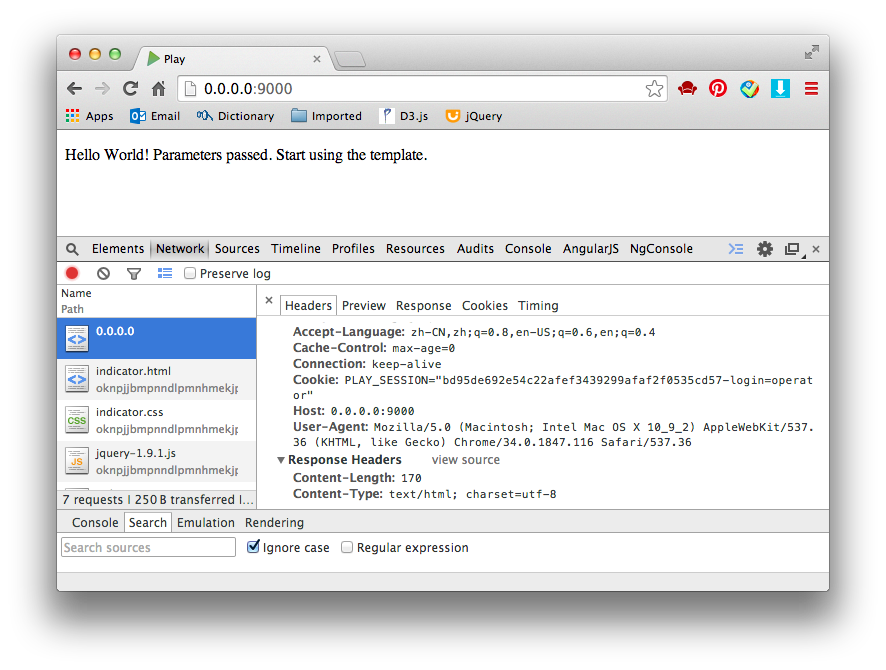 Play
0.0.0.0:9000
Apps Email Dictionary Imported D3.js jQuery
Hello World! Parameters passed. Start using the template.
Elements Network Sources Timeline Profiles Resources Audits Console AngularJS NgConsole
Preserve log
Name
Path
0.0.0.0
indicator.html
oknpjjbmpnndlpmnhmekjp
indicator.css
oknpjjbmpnndlpmnhmekjp
jquery-1.9.1.js
oknpjjbmpnndlpmnhmekjp
7 requests | 250 B transferred |...
Headers Preview Response Cookies Timing
Accept-Language: zh-CN,zh;q=0.8,en-US;q=0.6,en;q=0.4
Cache-Control: max-age=0
Connection: keep-alive
Cookie: PLAY_SESSION="bd95de692e54c22afef3439299afaf2f0535cd57-login=operat
or"
Host: 0.0.0.0:9000
User-Agent: Mozilla/5.0 (Macintosh; Intel Mac OS X 10_9_2) AppleWebKit/537.
36 (KHTML, like Gecko) Chrome/34.0.1847.116 Safari/537.36
Response Headers view source
Content-Length: 170
Content-Type: text/html; charset=utf-8
Console Search Emulation Rendering
Search sources Ignore case Regular expression